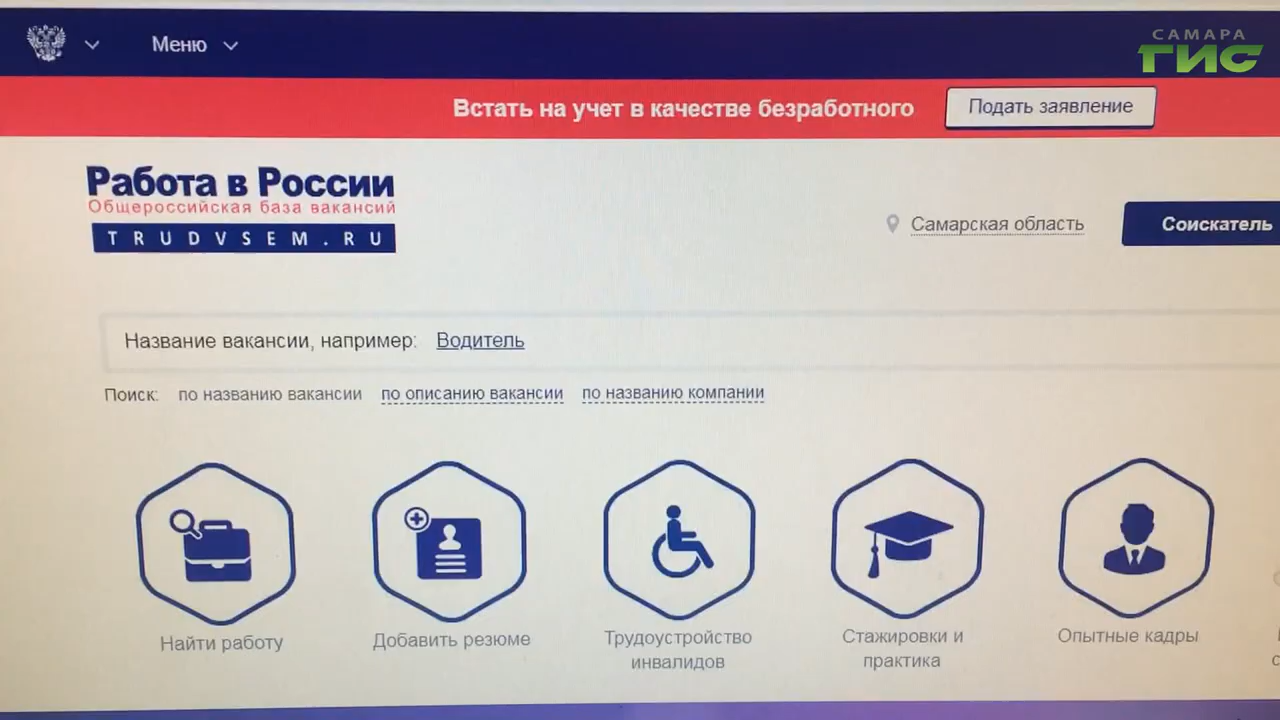 САМАРА
ГИС
Меню
Встать на учет в качестве безработного
Подать заявление
Работа в России
Общероссийская база вакансий
TRUDVSEM.RU
Самарская область
Соискатель
Название вакансии, например: Водитель
Поиск: по названию вакансии по описанию вакансии по названию компании
Найти работу
Добавить резюме
Трудоустройство
инвалидов
Стажировки и
практика
Опытные кадры